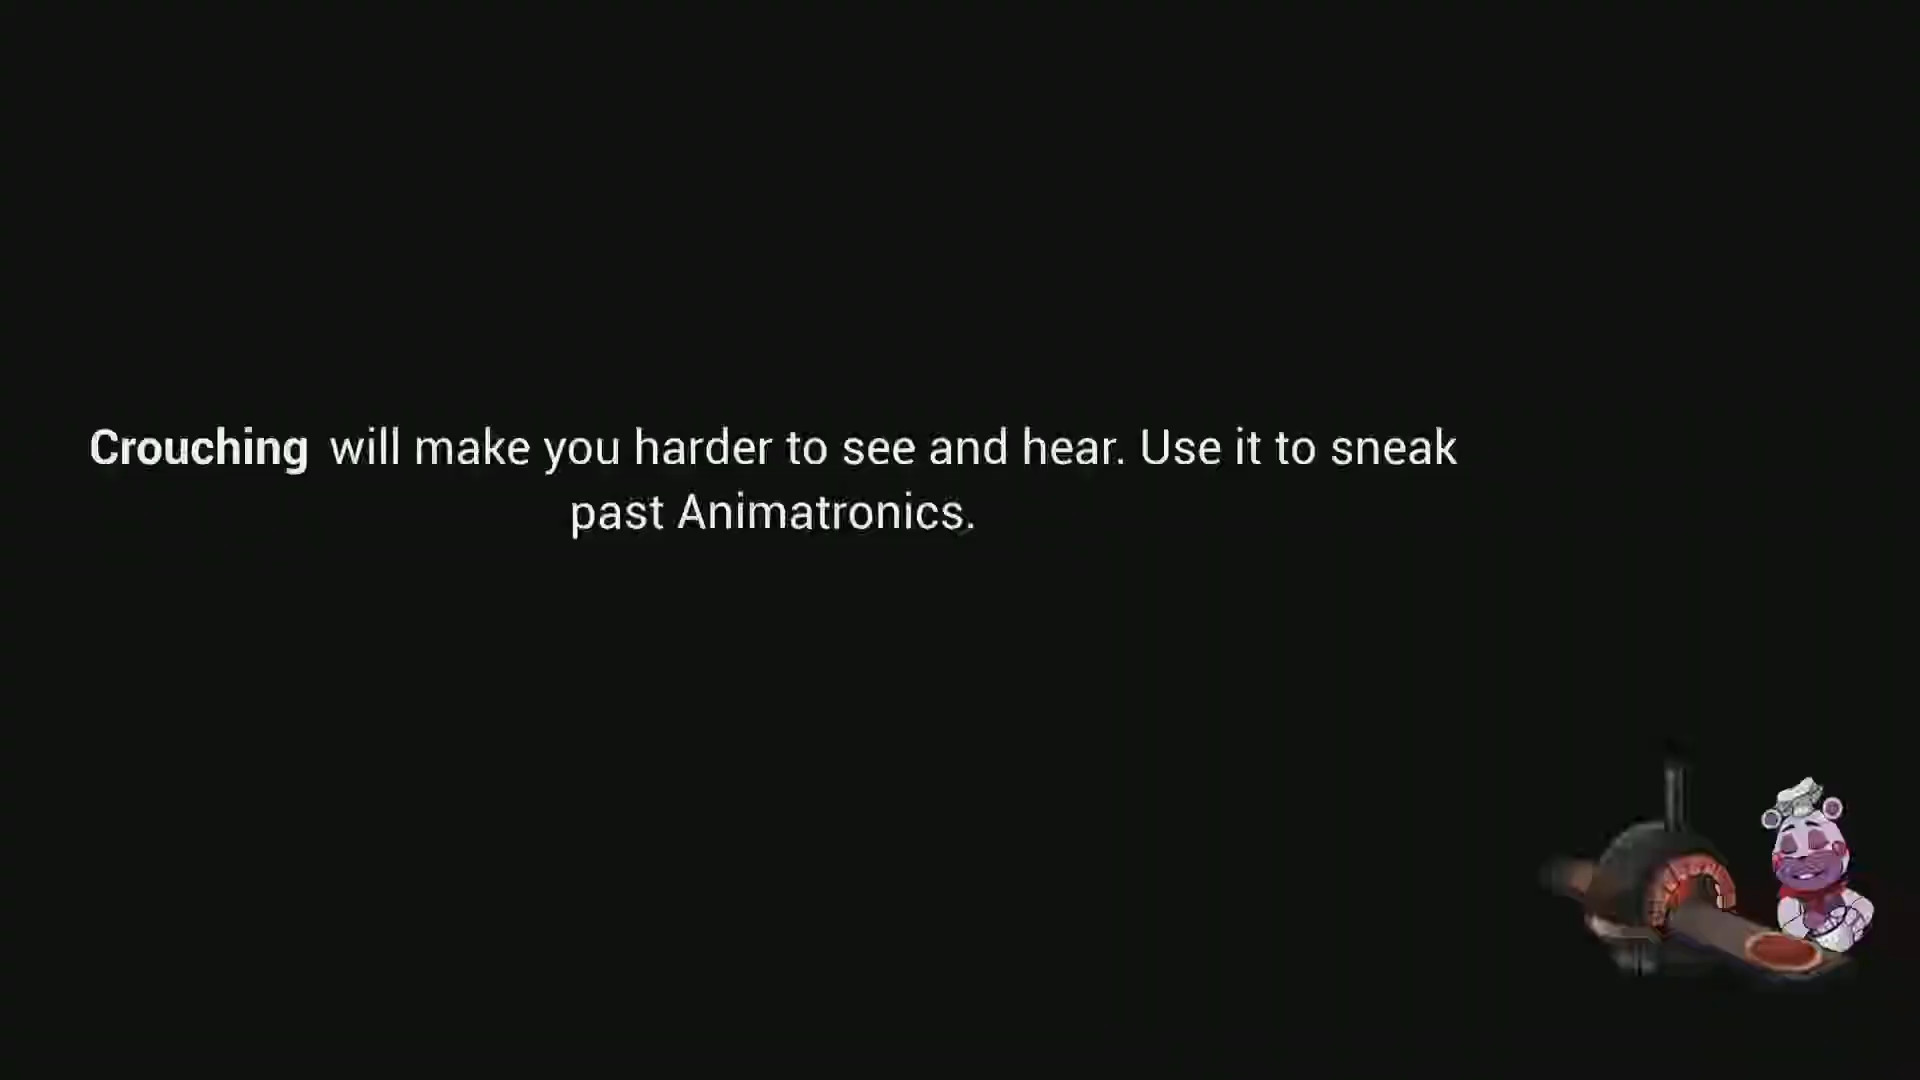 Crouching will make you harder to see and hear. Use it to sneak
past Animatronics.